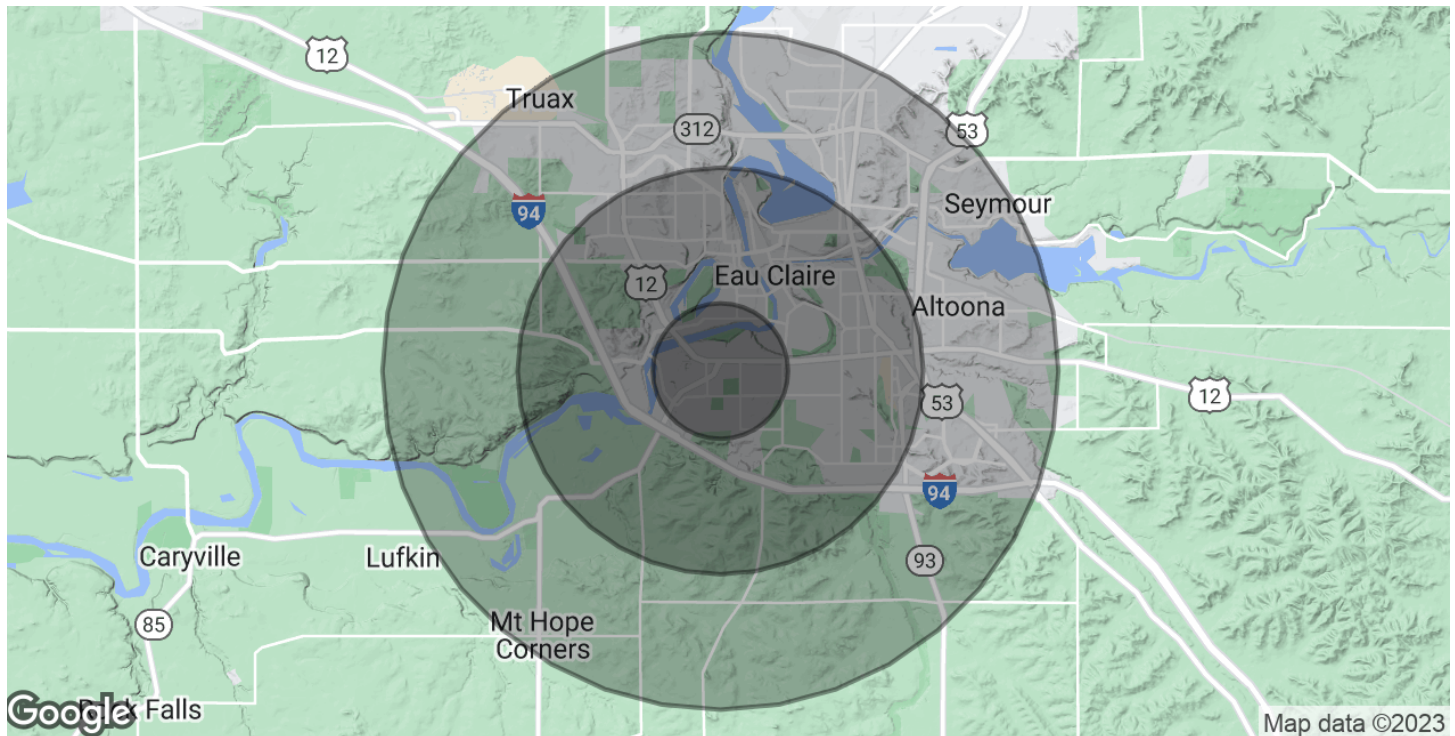 12
Truax
312
53
94
Seymour
12
Eau Claire
Altoona
53
12
94
Caryville
Lufkin
93
85
Mt Hope
Corners
Google
Falls
Map data ©2023